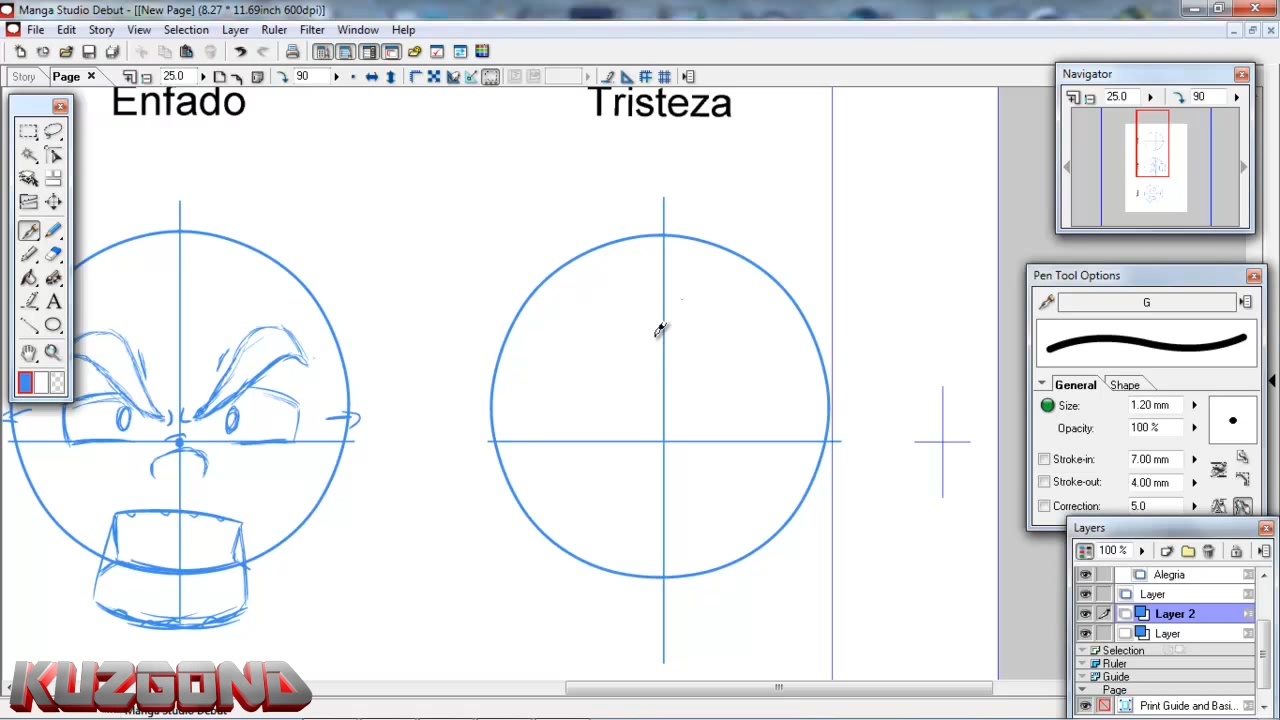 Manga Studio Debut - [[New Page] (8.27 * 11.69inch 600dpi)]
File Edit Story View Selection Layer Ruler Filter Window Help
Story Page 25.0 90
Enfado Tristeza
Navigator
25.0 90
Pen Tool Options
G
General Shape
Size: 1.20 mm
Opacity: 100 %
Stroke-in: 7.00 mm
Stroke-out: 4.00 mm
Correction: 5.0
Layers
100 %
Alegria
Layer
Layer 2
Layer
Selection
Ruler
Guide
Page
Print Guide and Basi...
KUZGOND
Manga Studio Debut